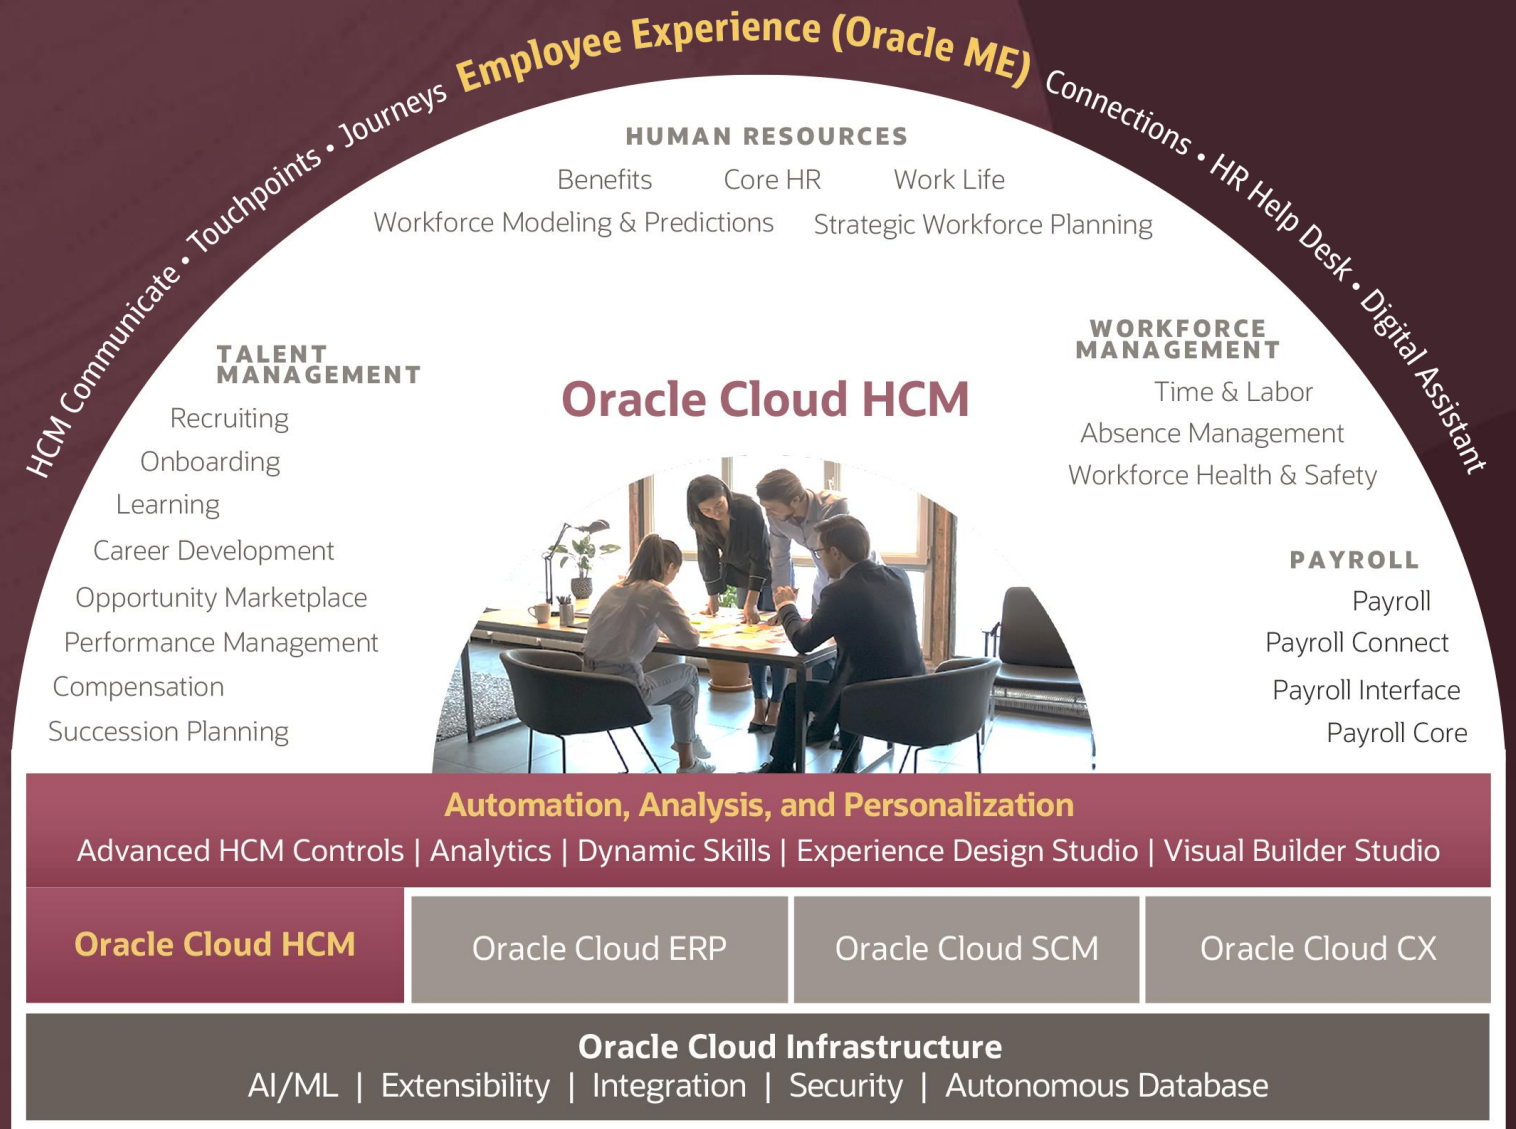 HCM Communicate • Touchpoints • Journeys Employee Experience (Oracle ME) Connections • HR Help Desk • Digital Assistant
HUMAN RESOURCES
Benefits Core HR Work Life
Workforce Modeling & Predictions Strategic Workforce Planning
TALENT
MANAGEMENT
Recruiting
Onboarding
Learning
Career Development
Opportunity Marketplace
Performance Management
Compensation
Succession Planning
Oracle Cloud HCM
WORKFORCE
MANAGEMENT
Time & Labor
Absence Management
Workforce Health & Safety
PAYROLL
Payroll
Payroll Connect
Payroll Interface
Payroll Core
Automation, Analysis, and Personalization
Advanced HCM Controls | Analytics | Dynamic Skills | Experience Design Studio | Visual Builder Studio
Oracle Cloud HCM
Oracle Cloud ERP
Oracle Cloud SCM
Oracle Cloud CX
Oracle Cloud Infrastructure
AI/ML | Extensibility | Integration | Security | Autonomous Database